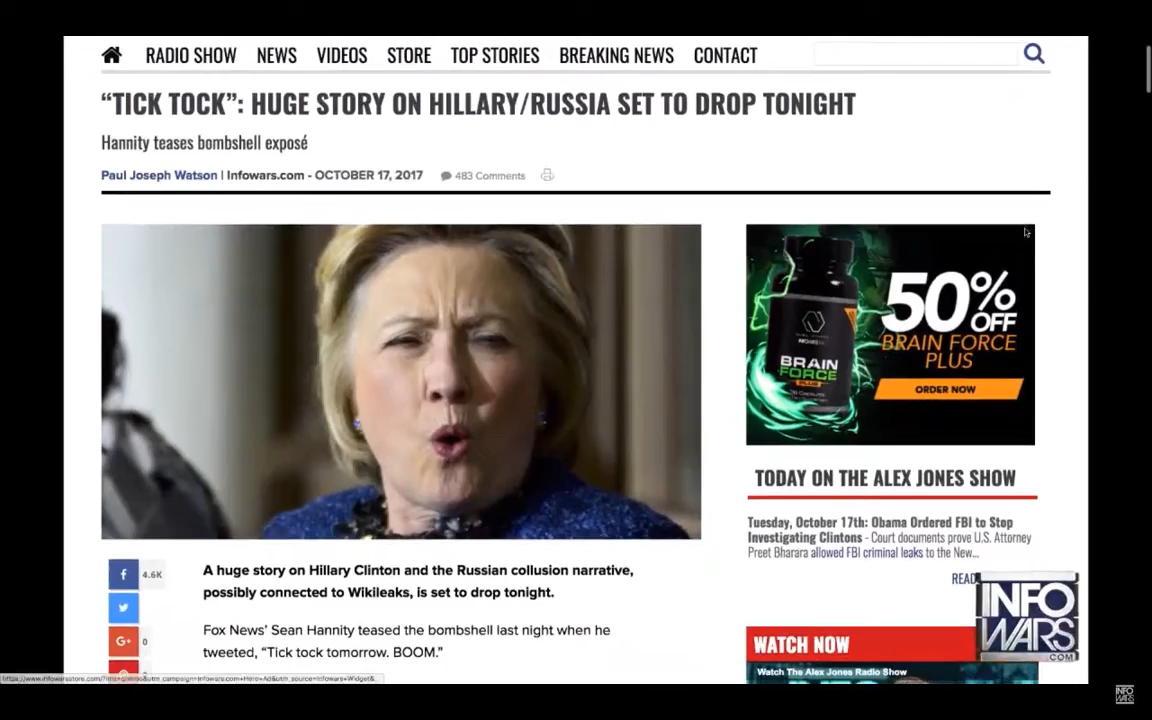 RADIO SHOW NEWS VIDEOS STORE TOP STORIES BREAKING NEWS CONTACT
“TICK TOCK”: HUGE STORY ON HILLARY/RUSSIA SET TO DROP TONIGHT
Hannity teases bombshell exposé
Paul Joseph Watson | Infowars.com - OCTOBER 17, 2017 483 Comments
50%
OFF
BRAIN FORCE
PLUS
ORDER NOW
BRAIN
FORCE
PLUS
TODAY ON THE ALEX JONES SHOW
Tuesday, October 17th: Obama Ordered FBI to Stop
Investigating Clintons - Court documents prove U.S. Attorney
Preet Bharara allowed FBI criminal leaks to the New...
READ
f 4.6K
G+ 0
A huge story on Hillary Clinton and the Russian collusion narrative,
possibly connected to Wikileaks, is set to drop tonight.
Fox News’ Sean Hannity teased the bombshell last night when he
tweeted, “Tick tock tomorrow. BOOM.”
WATCH NOW
Watch The Alex Jones Radio Show
INFO
WARS
.COM
INFO
WARS